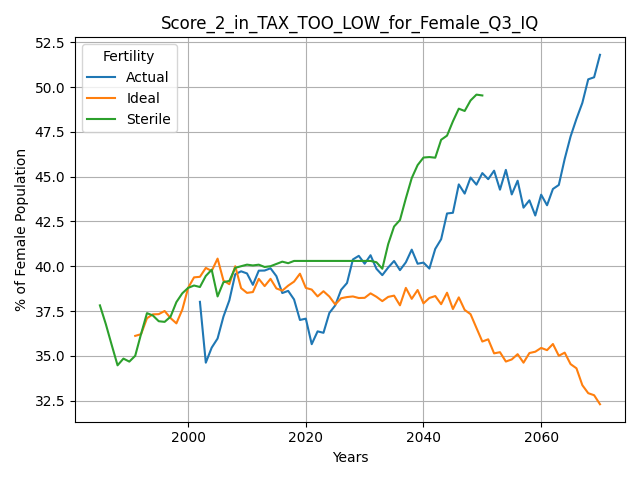 Score_2_in_TAX_TOO_LOW_for_Female_Q3_IQ
% of Female Population
52.5
50.0
47.5
45.0
42.5
40.0
37.5
35.0
32.5
Fertility
Actual
Ideal
Sterile
2000
2020
2040
2060
Years